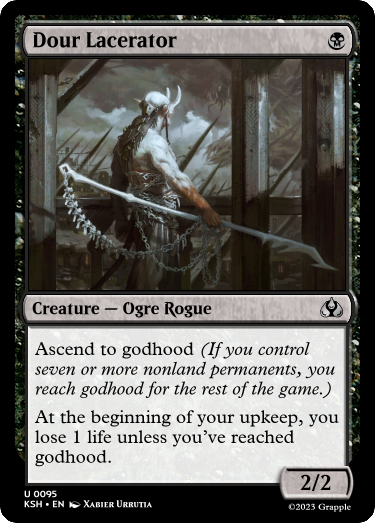 Dour Lacerator
Creature — Ogre Rogue
Ascend to godhood (If you control
seven or more nonland permanents, you
reach godhood for the rest of the game.)
At the beginning of your upkeep, you
lose 1 life unless you've reached
godhood.
2/2
U 0095
KSH • EN Xabier Urrutia
©2023 Grapple